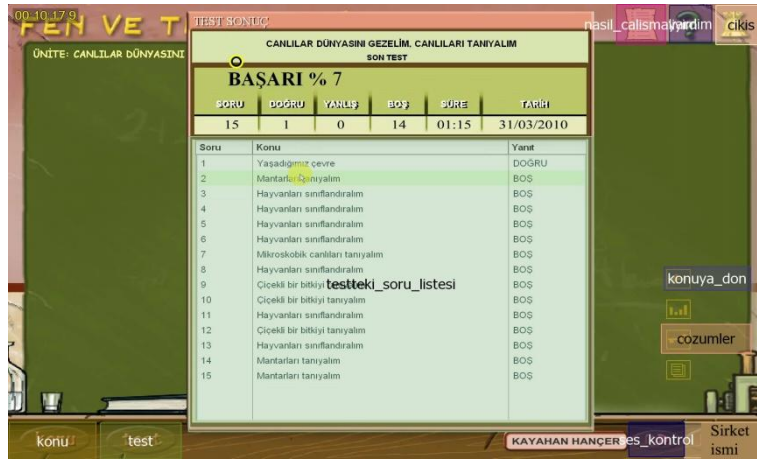 00:10:17.9
FEN VE T
TEST SONUÇ
nasil_calismaliyardim
cikis
ÜNİTE: CANLILAR DÜNYASINI
CANLILAR DÜNYASINI GEZELİM, CANLILARI TANIYALIM
SON TEST
BAŞARI % 7
SORU DOĞRU YANLIŞ BOŞ SÜRE TARİH
15 1 0 14 01:15 31/03/2010
Soru Konu Yanıt
1 Yaşadığımız çevre DOĞRU
2 Mantarları tanıyalım BOŞ
3 Hayvanları sınıflandıralım BOŞ
4 Hayvanları sınıflandıralım BOŞ
5 Hayvanları sınıflandıralım BOŞ
6 Hayvanları sınıflandıralım BOŞ
7 Mikroskobik canlıları tanıyalım BOŞ
8 Hayvanları sınıflandıralım BOŞ
9 Çiçekli bir bitkiyi BOŞ
testteki_soru_listesi
10 Çiçekli bir bitkiyi tanıyalım BOŞ
11 Hayvanları sınıflandıralım BOŞ
12 Çiçekli bir bitkiyi tanıyalım BOŞ
13 Hayvanları sınıflandıralım BOŞ
14 Mantarları tanıyalım BOŞ
15 Mantarları tanıyalım BOŞ
konuya_don
cozumler
konu
test
KAYAHAN HANÇER
ses_kontrol
Sirket
ismi